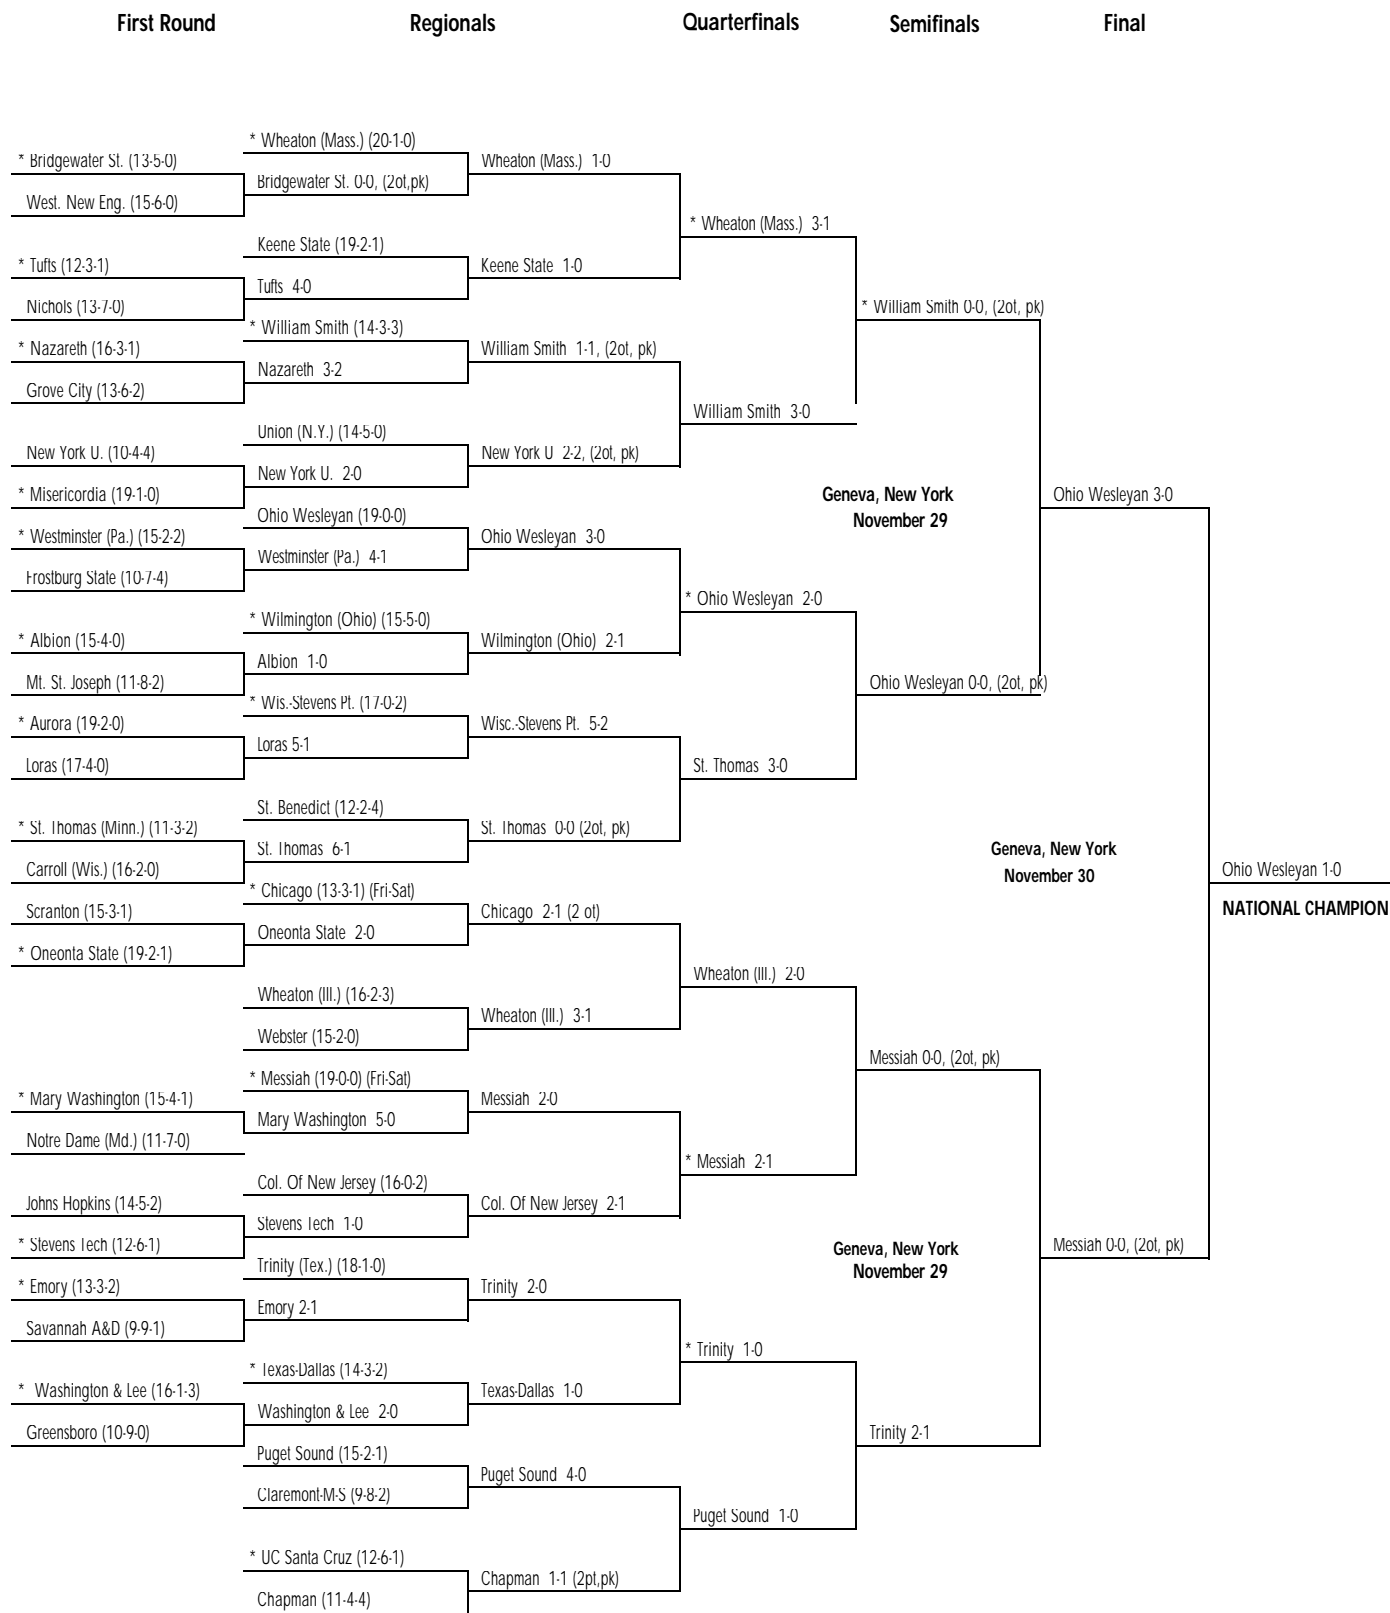 First Round Regionals Quarterfinals Semifinals Final
* Wheaton (Mass.) (20-1-0)
* Bridgewater St. (13-5-0) Wheaton (Mass.) 1-0
Bridgewater St. 0-0, (2ot,pk)
West. New Eng. (15-6-0)
* Wheaton (Mass.) 3-1
Keene State (19-2-1)
* Tufts (12-3-1) Keene State 1-0
Tufts 4-0
Nichols (13-7-0) * William Smith 0-0, (2ot, pk)
* William Smith (14-3-3)
* Nazareth (16-3-1) William Smith 1-1, (2ot, pk)
Nazareth 3-2
Grove City (13-6-2)
William Smith 3-0
Union (N.Y.) (14-5-0)
New York U. (10-4-4) New York U 2-2, (2ot, pk)
New York U. 2-0
* Misericordia (19-1-0) Geneva, New York Ohio Wesleyan 3-0
Ohio Wesleyan (19-0-0) November 29
* Westminster (Pa.) (15-2-2) Ohio Wesleyan 3-0
Westminster (Pa.) 4-1
Frostburg State (10-7-4)
* Ohio Wesleyan 2-0
* Wilmington (Ohio) (15-5-0)
* Albion (15-4-0) Wilmington (Ohio) 2-1
Albion 1-0
Mt. St. Joseph (11-8-2) Ohio Wesleyan 0-0, (2ot, pk)
* Wis.-Stevens Pt. (17-0-2)
* Aurora (19-2-0) Wisc.-Stevens Pt. 5-2
Loras 5-1
Loras (17-4-0) St. Thomas 3-0
St. Benedict (12-2-4)
* St. Thomas (Minn.) (11-3-2) St. Thomas 0-0 (2ot, pk)
St. Thomas 6-1 Geneva, New York
Carroll (Wis.) (16-2-0) November 30 Ohio Wesleyan 1-0
* Chicago (13-3-1) (Fri-Sat)
Scranton (15-3-1) Chicago 2-1 (2 ot) NATIONAL CHAMPION
Oneonta State 2-0
* Oneonta State (19-2-1)
Wheaton (Ill.) 2-0
Wheaton (Ill.) (16-2-3)
Wheaton (Ill.) 3-1
Webster (15-2-0)
Messiah 0-0, (2ot, pk)
* Messiah (19-0-0) (Fri-Sat)
* Mary Washington (15-4-1) Messiah 2-0
Mary Washington 5-0
Notre Dame (Md.) (11-7-0)
* Messiah 2-1
Col. Of New Jersey (16-0-2)
Johns Hopkins (14-5-2) Col. Of New Jersey 2-1
Stevens Tech 1-0
* Stevens Tech (12-6-1) Geneva, New York Messiah 0-0, (2ot, pk)
Trinity (Tex.) (18-1-0) November 29
* Emory (13-3-2) Trinity 2-0
Emory 2-1
Savannah A&D (9-9-1)
* Trinity 1-0
* Texas-Dallas (14-3-2)
* Washington & Lee (16-1-3) Texas-Dallas 1-0
Washington & Lee 2-0
Greensboro (10-9-0) Trinity 2-1
Puget Sound (15-2-1)
Puget Sound 4-0
Claremont-M-S (9-8-2)
Puget Sound 1-0
* UC Santa Cruz (12-6-1)
Chapman 1-1 (2pt,pk)
Chapman (11-4-4)